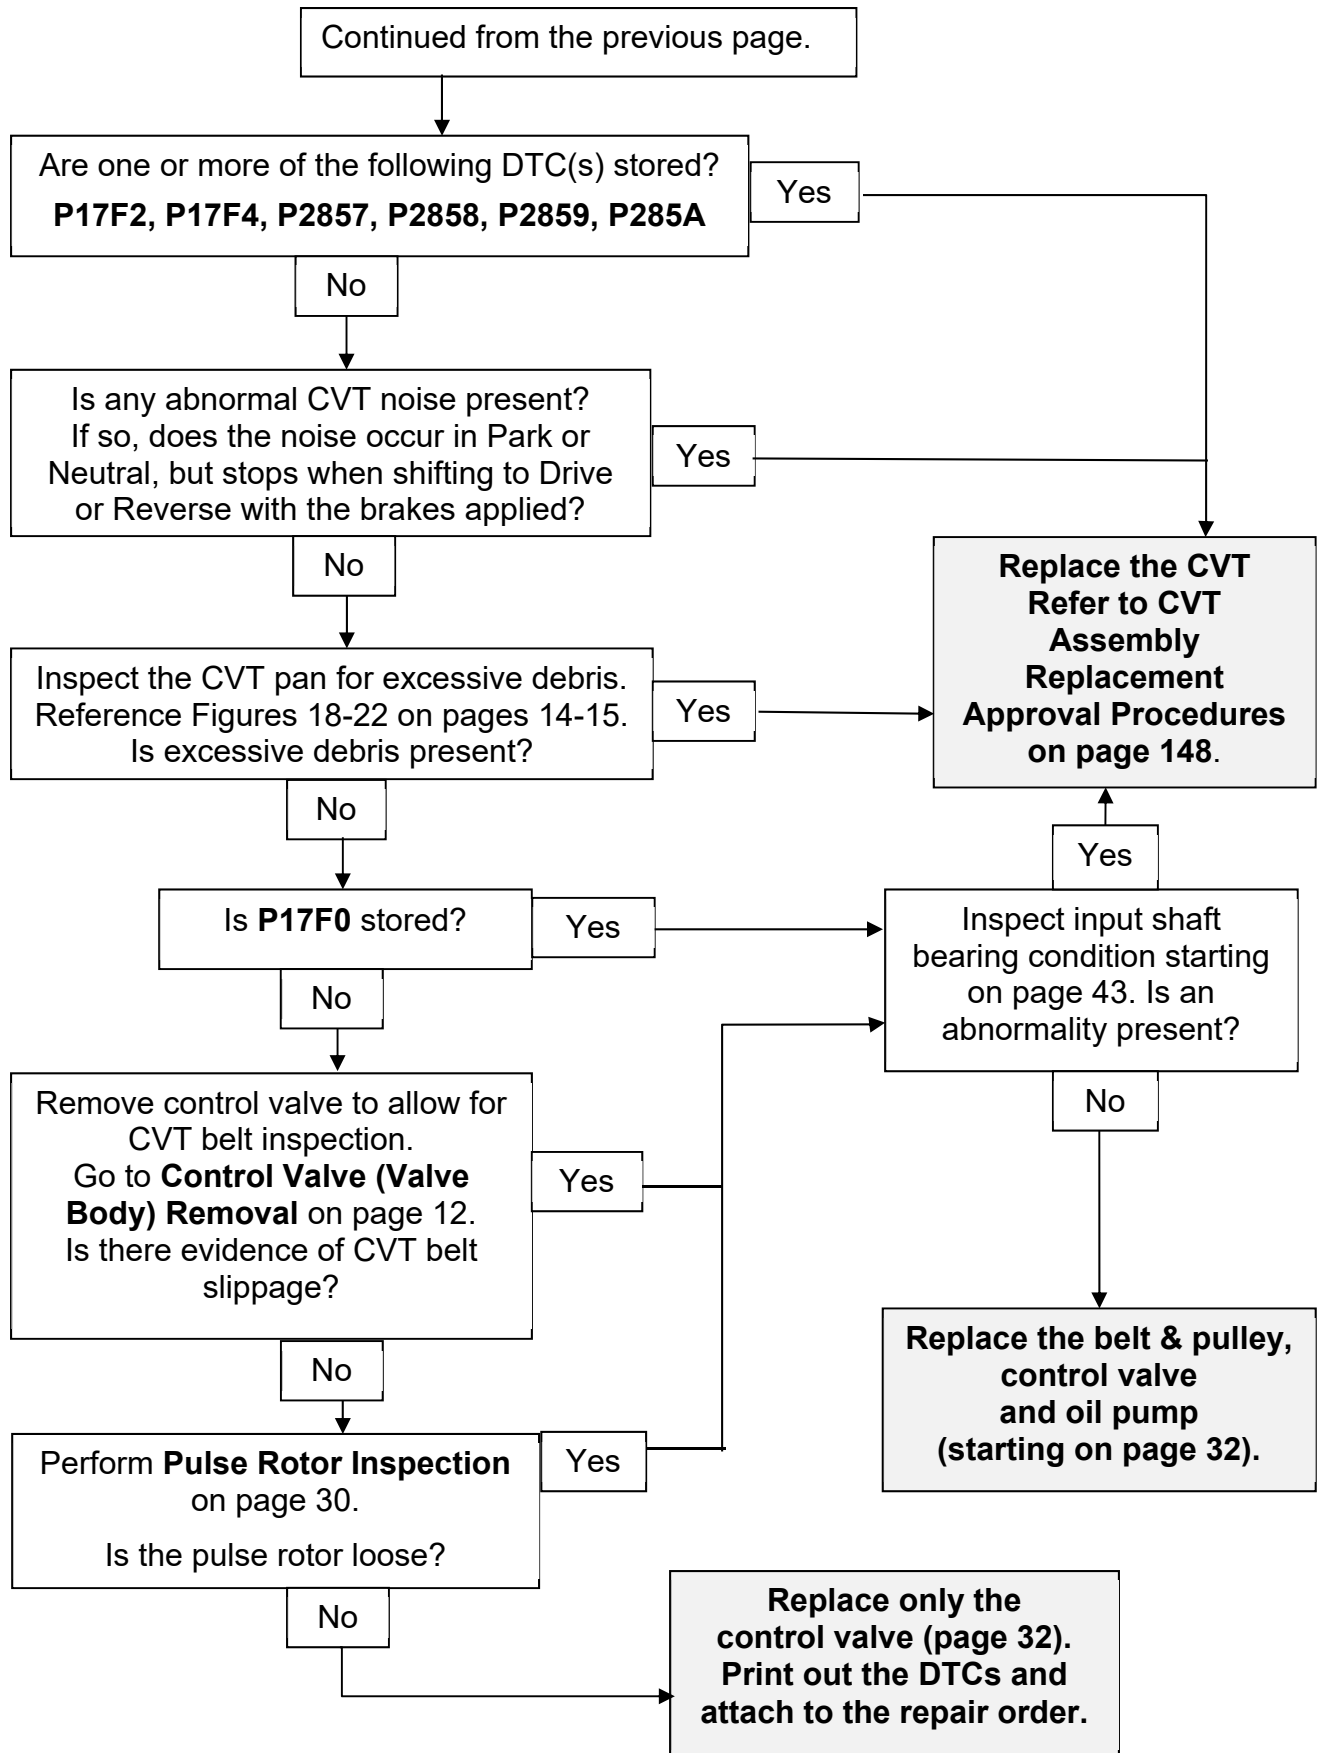 Continued from the previous page.
Are one or more of the following DTC(s) stored?
P17F2, P17F4, P2857, P2858, P2859, P285A
Yes
No
Is any abnormal CVT noise present?
If so, does the noise occur in Park or
Neutral, but stops when shifting to Drive
or Reverse with the brakes applied?
Yes
No
Replace the CVT
Refer to CVT
Assembly
Replacement
Approval Procedures
on page 148.
Inspect the CVT pan for excessive debris.
Reference Figures 18-22 on pages 14-15.
Is excessive debris present?
Yes
No
Yes
Is P17F0 stored?
Yes
No
Inspect input shaft
bearing condition starting
on page 43. Is an
abnormality present?
No
Remove control valve to allow for
CVT belt inspection.
Go to Control Valve (Valve
Body) Removal on page 12.
Is there evidence of CVT belt
slippage?
Yes
No
Replace the belt & pulley,
control valve
and oil pump
(starting on page 32).
Perform Pulse Rotor Inspection
on page 30.
Is the pulse rotor loose?
Yes
No
Replace only the
control valve (page 32).
Print out the DTCs and
attach to the repair order.